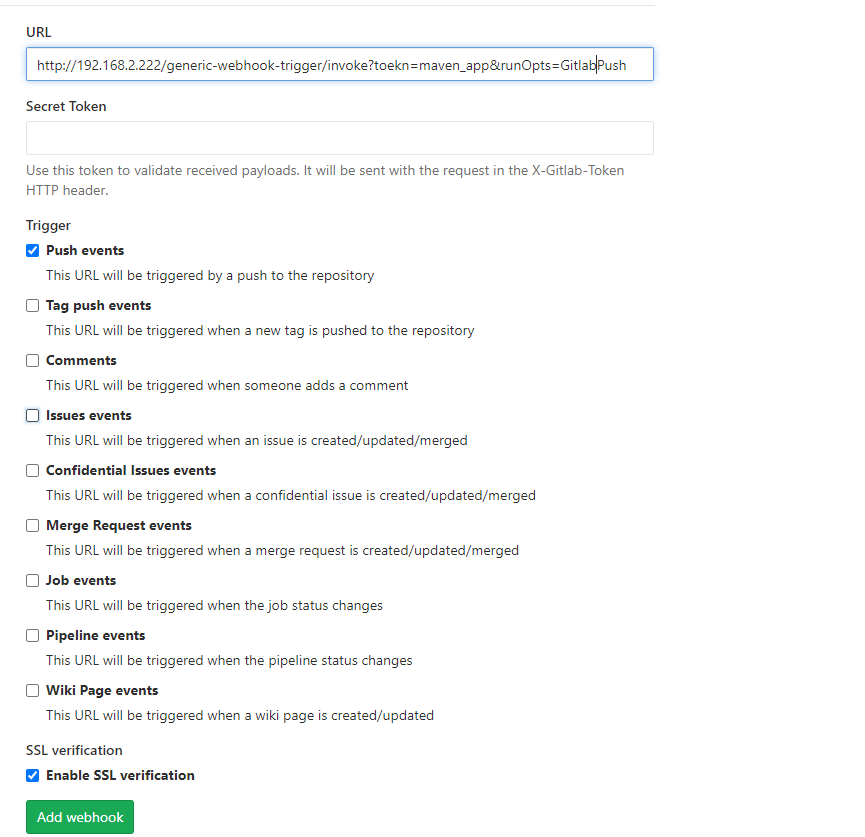 URL
http://192.168.2.222/generic-webhook-trigger/invoke?toekn=maven_app&runOpts=GitlabPush
Secret Token
Use this token to validate received payloads. It will be sent with the request in the X-Gitlab-Token
HTTP header.
Trigger
Push events
This URL will be triggered by a push to the repository
Tag push events
This URL will be triggered when a new tag is pushed to the repository
Comments
This URL will be triggered when someone adds a comment
Issues events
This URL will be triggered when an issue is created/updated/merged
Confidential Issues events
This URL will be triggered when a confidential issue is created/updated/merged
Merge Request events
This URL will be triggered when a merge request is created/updated/merged
Job events
This URL will be triggered when the job status changes
Pipeline events
This URL will be triggered when the pipeline status changes
Wiki Page events
This URL will be triggered when a wiki page is created/updated
SSL verification
Enable SSL verification
Add webhook